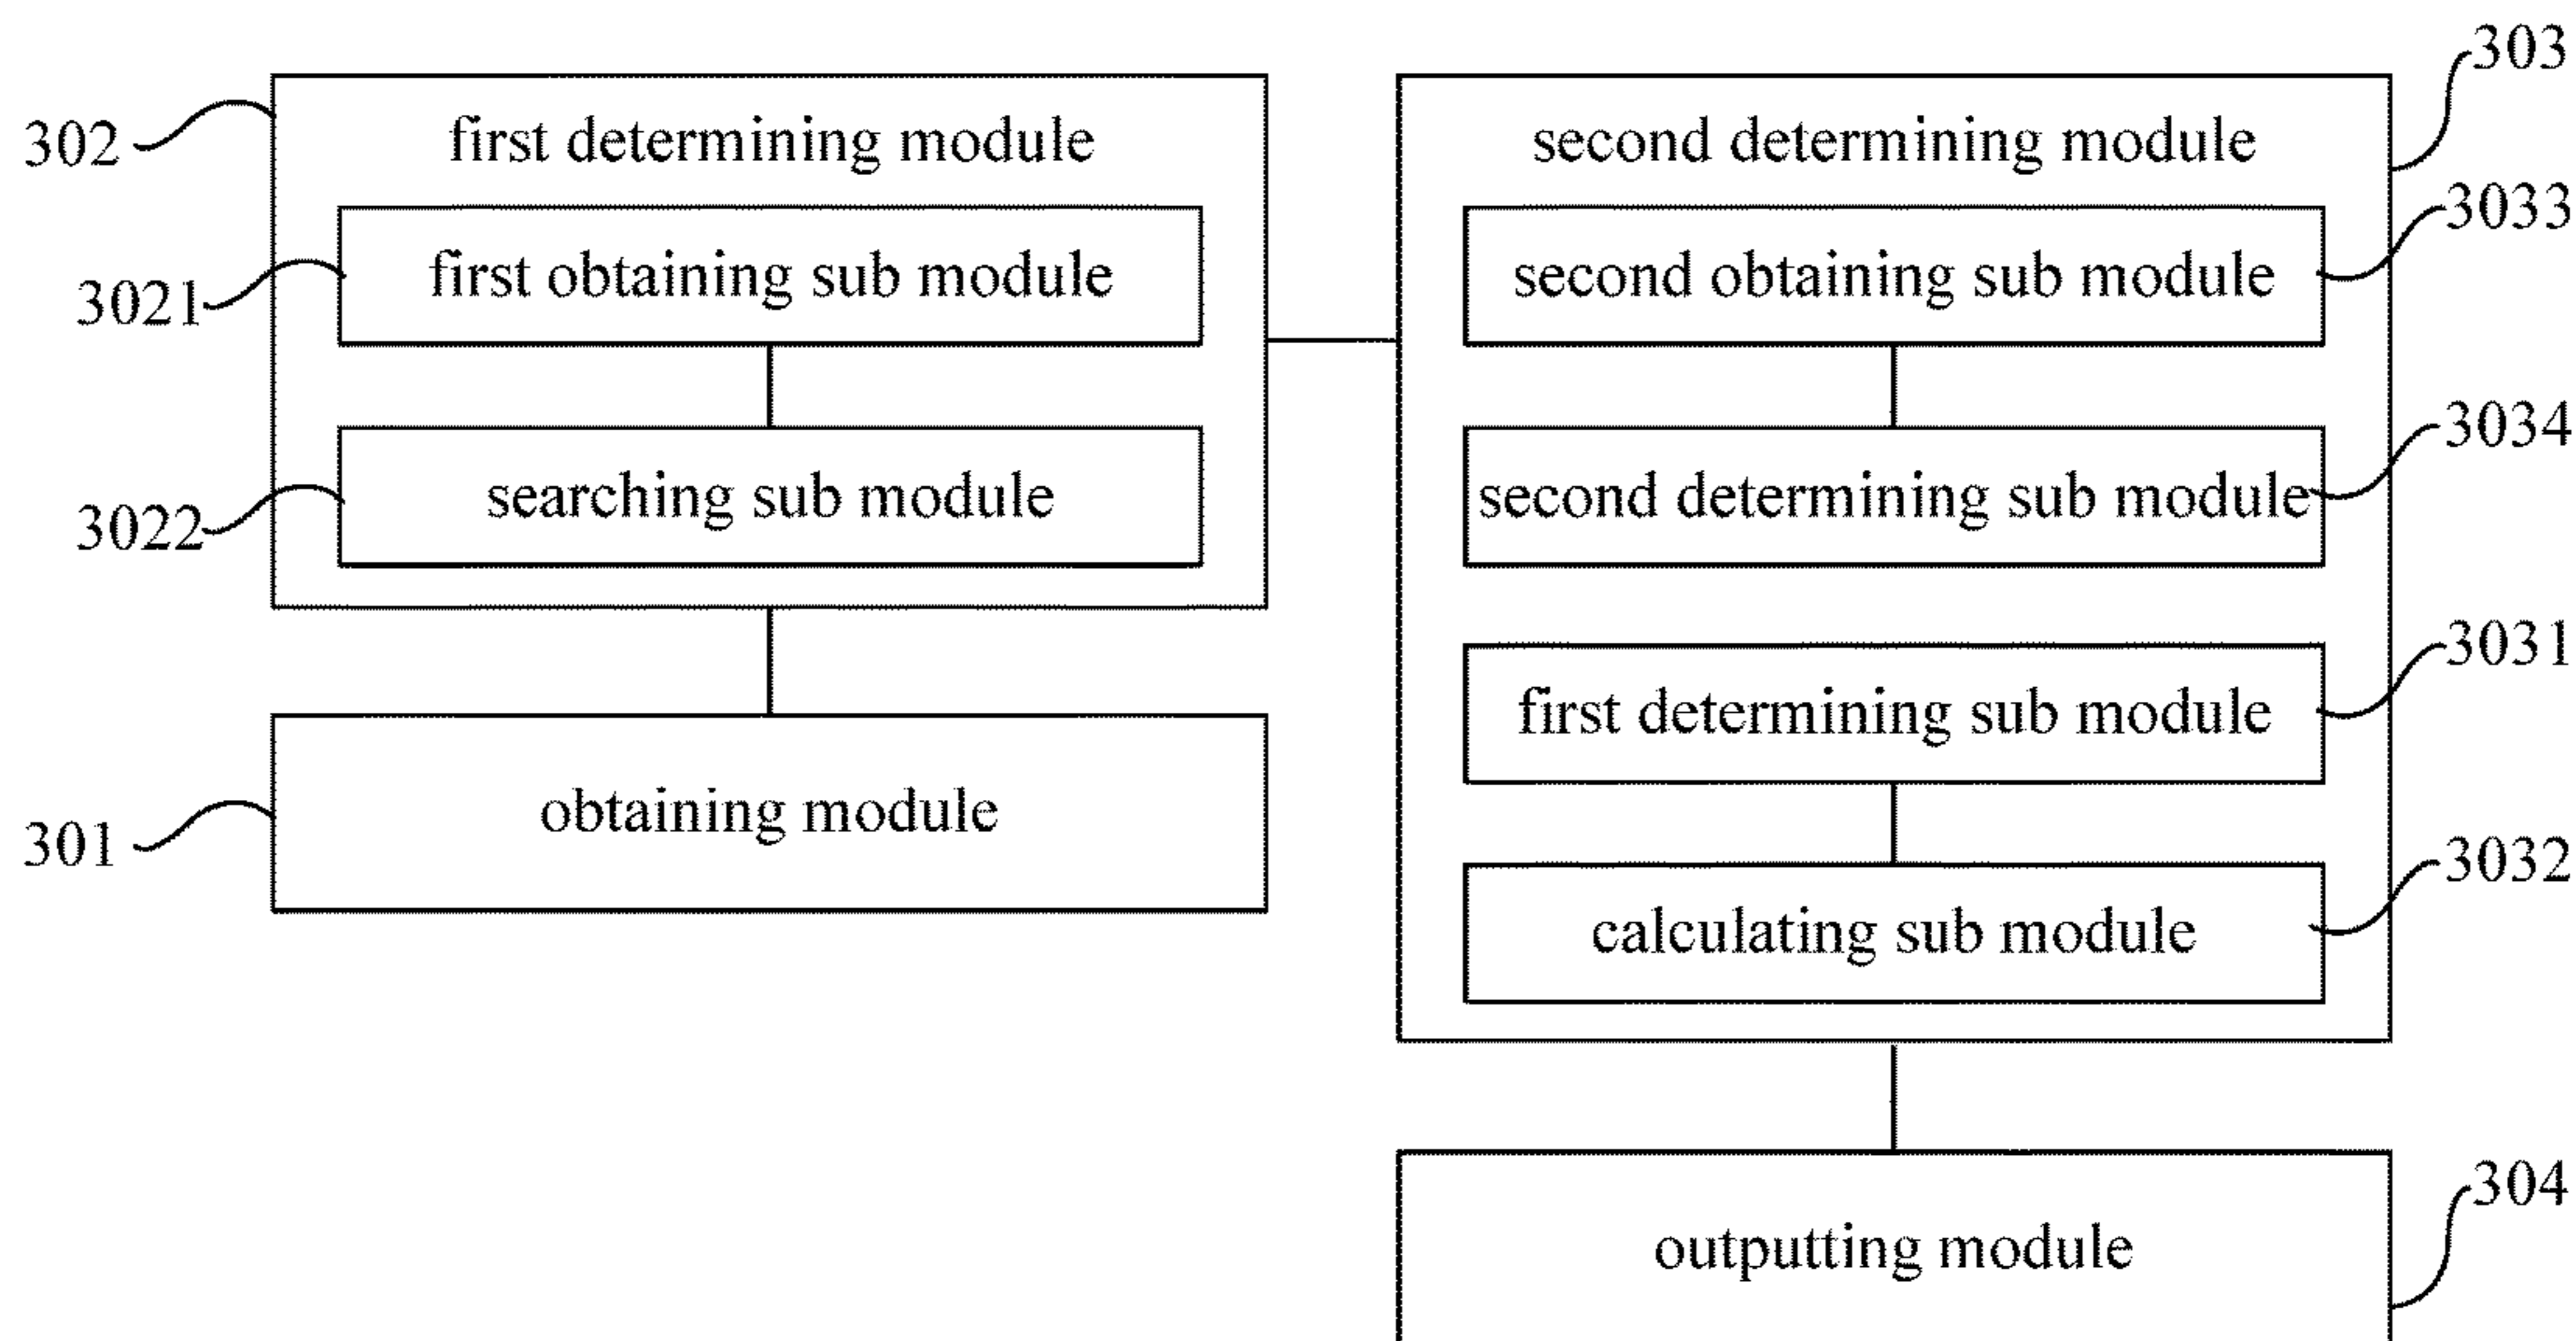 303
302
first determining module
second determining module
3033
3021
first obtaining sub module
second obtaining sub module
3034
3022
searching sub module
second determining sub module
3031
first determining sub module
301
obtaining module
3032
calculating sub module
304
outputting module